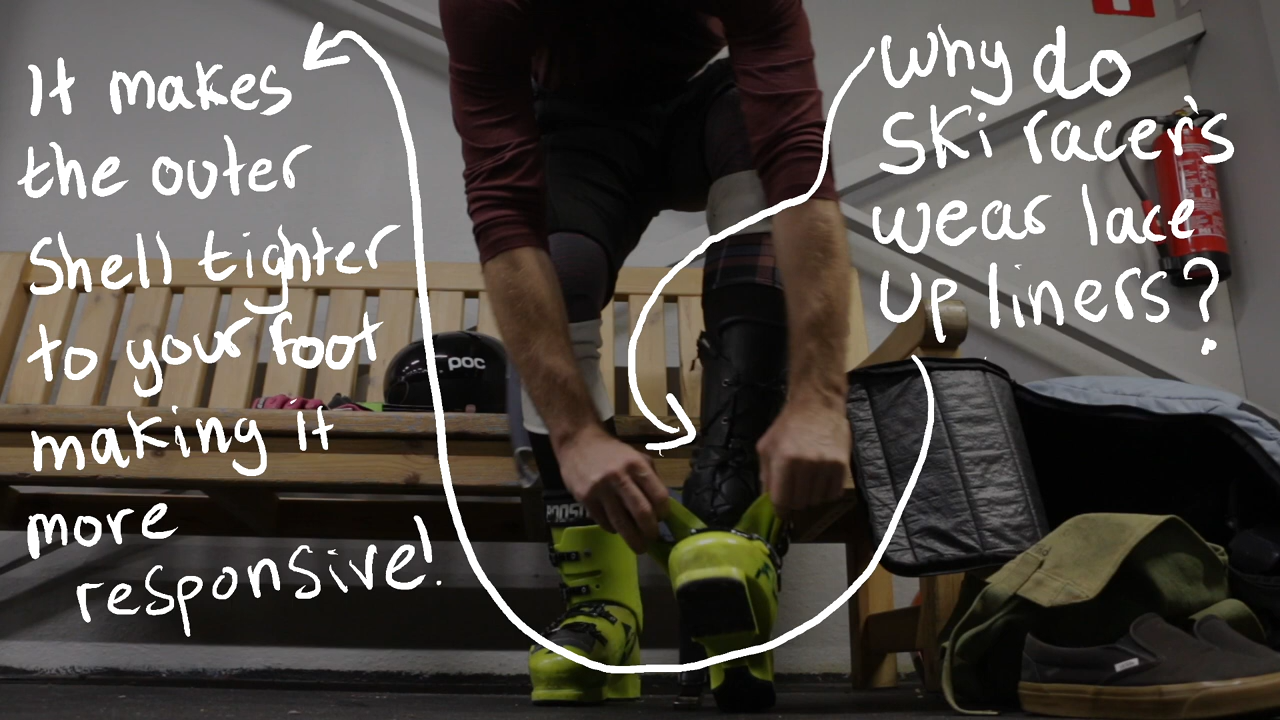 Why do
Ski racer's
wear lace
up liners?
It makes
the outer
Shell tighter
to your foot
making it
more
responsive!
poc